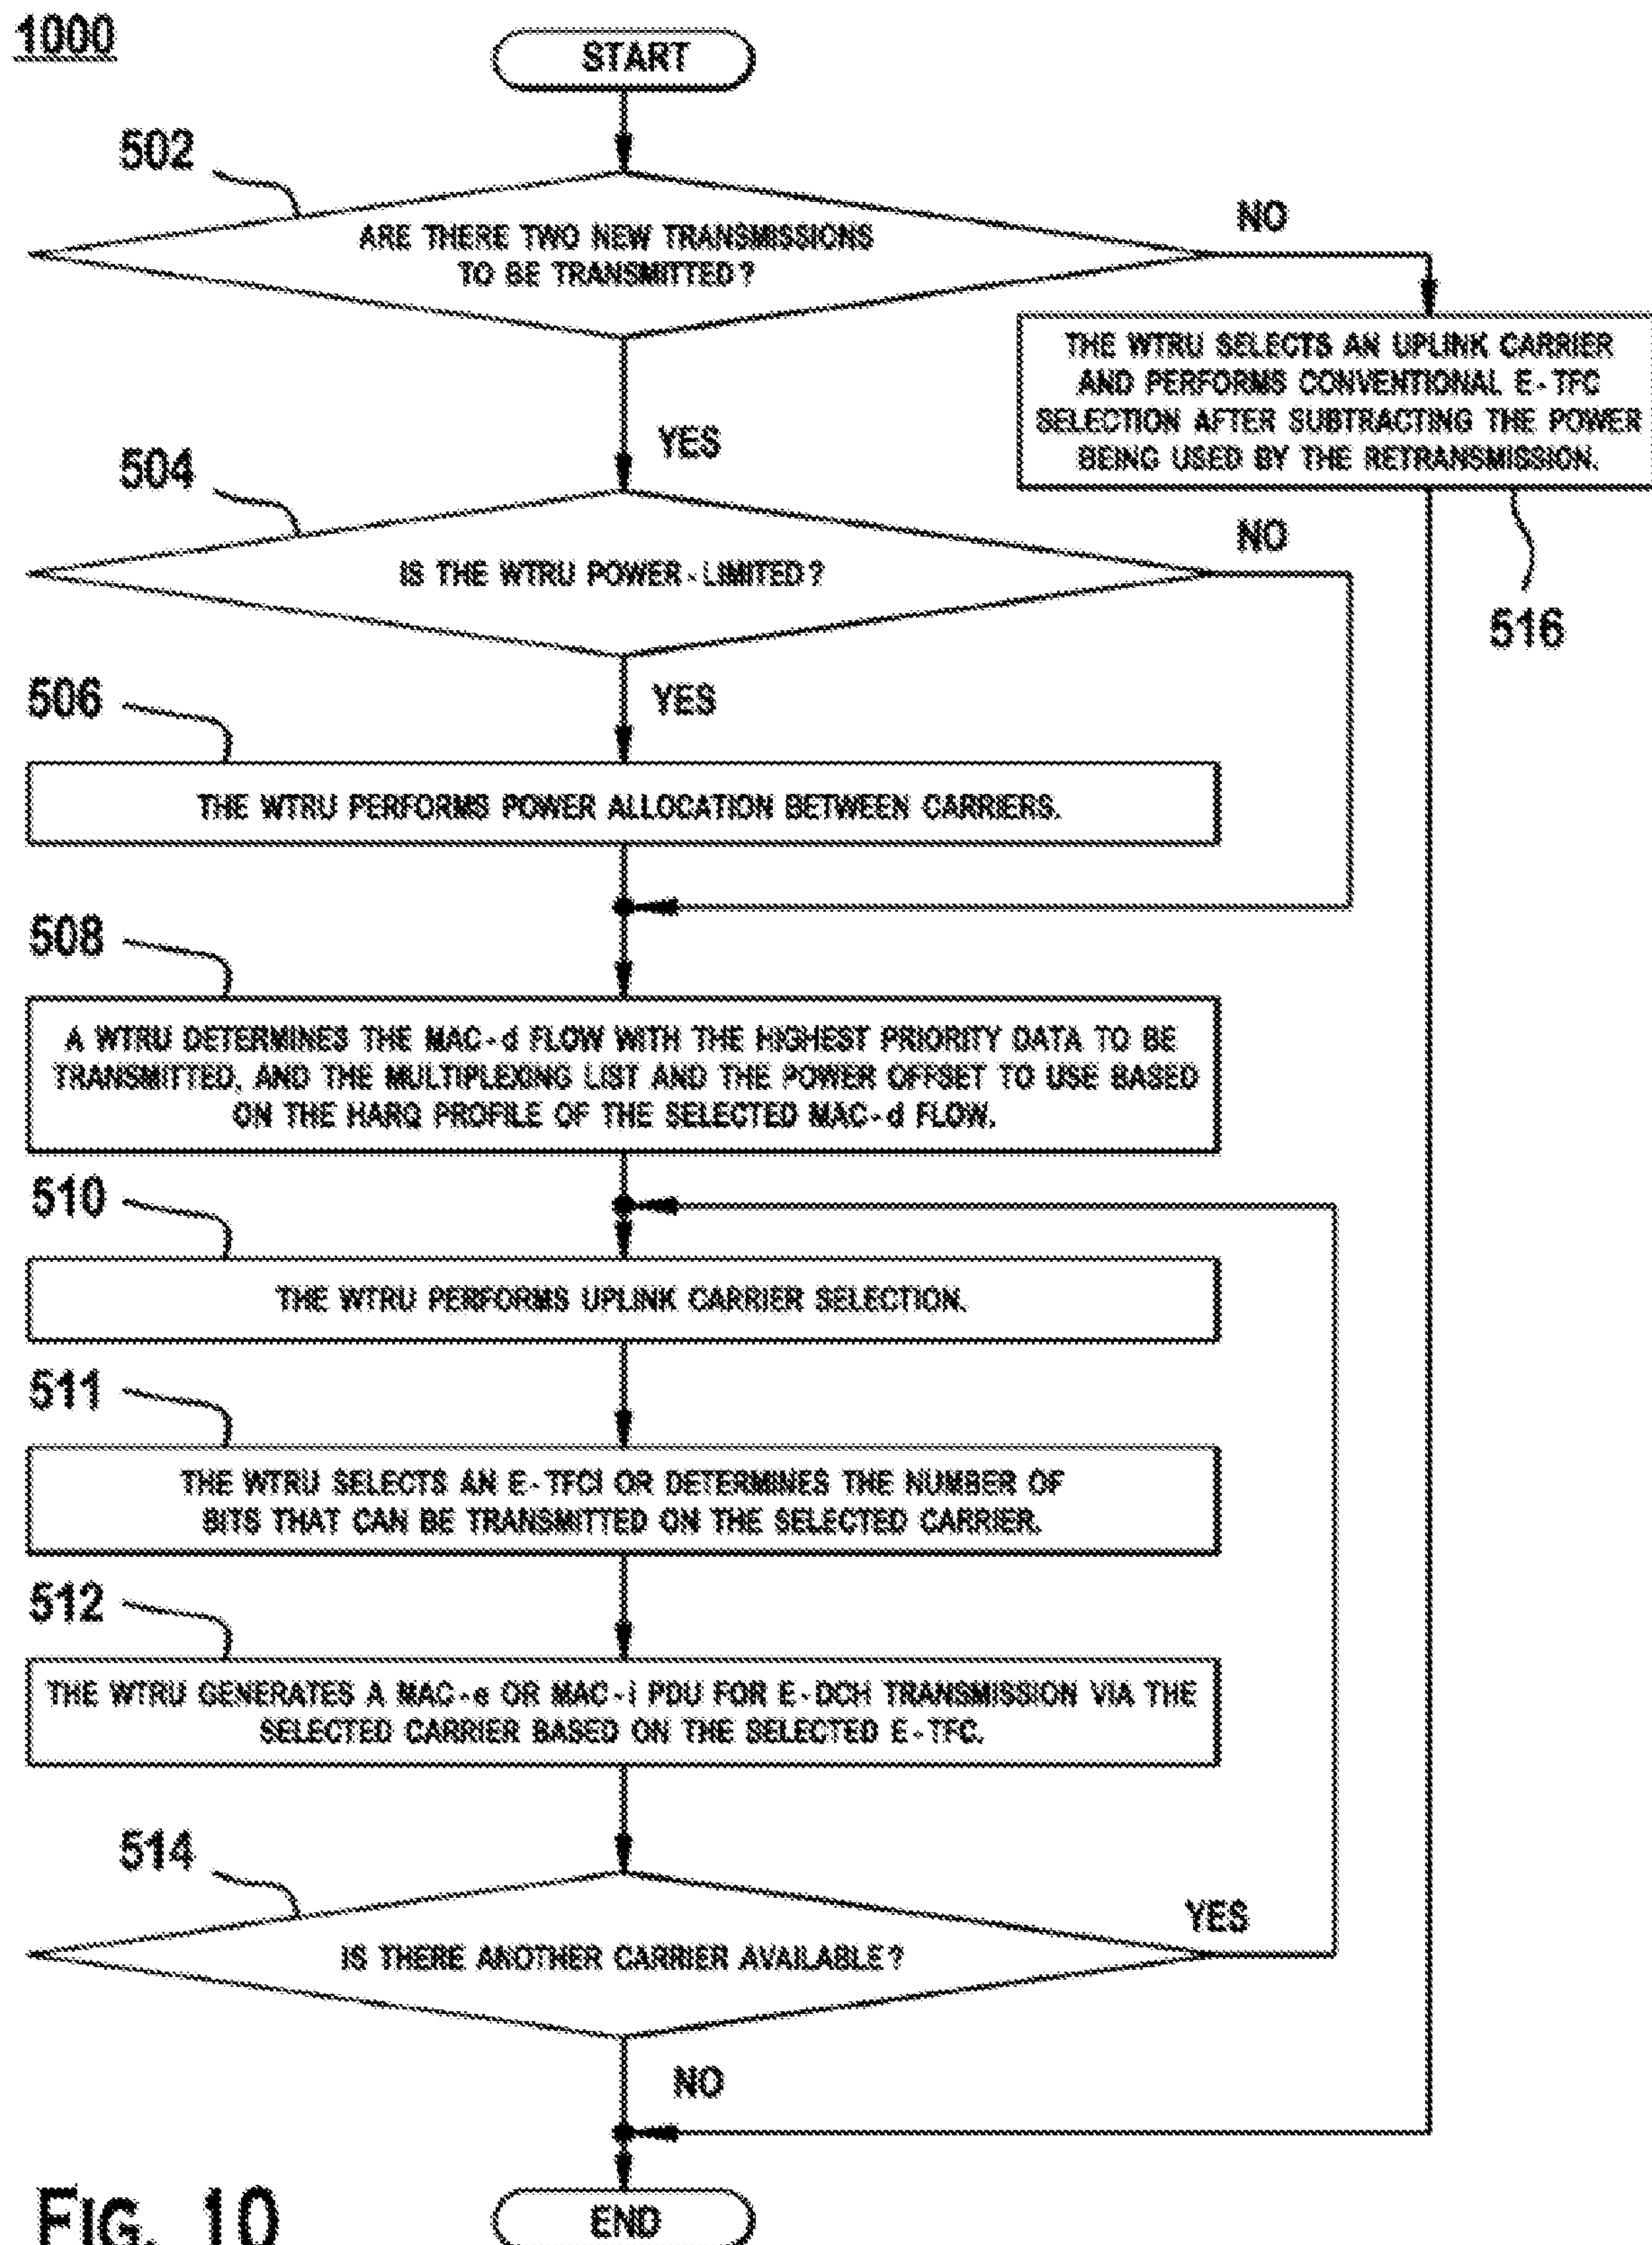 1000
START
502
ARE THERE TWO NEW TRANSMISSIONS
TO BE TRANSMITTED?
NO
THE WTRU SELECTS AN UPLINK CARRIER
AND PERFORMS CONVENTIONAL E-TFC
SELECTION AFTER SUBTRACTING THE POWER
BEING USED BY THE RETRANSMISSION.
516
YES
504
IS THE WTRU POWER-LIMITED?
NO
YES
506
THE WTRU PERFORMS POWER ALLOCATION BETWEEN CARRIERS.
508
A WTRU DETERMINES THE MAC-d FLOW WITH THE HIGHEST PRIORITY DATA TO BE
TRANSMITTED, AND THE MULTIPLEXING LIST AND THE POWER OFFSET TO USE BASED
ON THE HARQ PROFILE OF THE SELECTED MAC-d FLOW.
510
THE WTRU PERFORMS UPLINK CARRIER SELECTION.
511
THE WTRU SELECTS AN E-TFCI OR DETERMINES THE NUMBER OF
BITS THAT CAN BE TRANSMITTED ON THE SELECTED CARRIER.
512
THE WTRU GENERATES A MAC-e OR MAC-i PDU FOR E-DCH TRANSMISSION VIA THE
SELECTED CARRIER BASED ON THE SELECTED E-TFC.
514
IS THERE ANOTHER CARRIER AVAILABLE?
YES
NO
END
FIG. 10